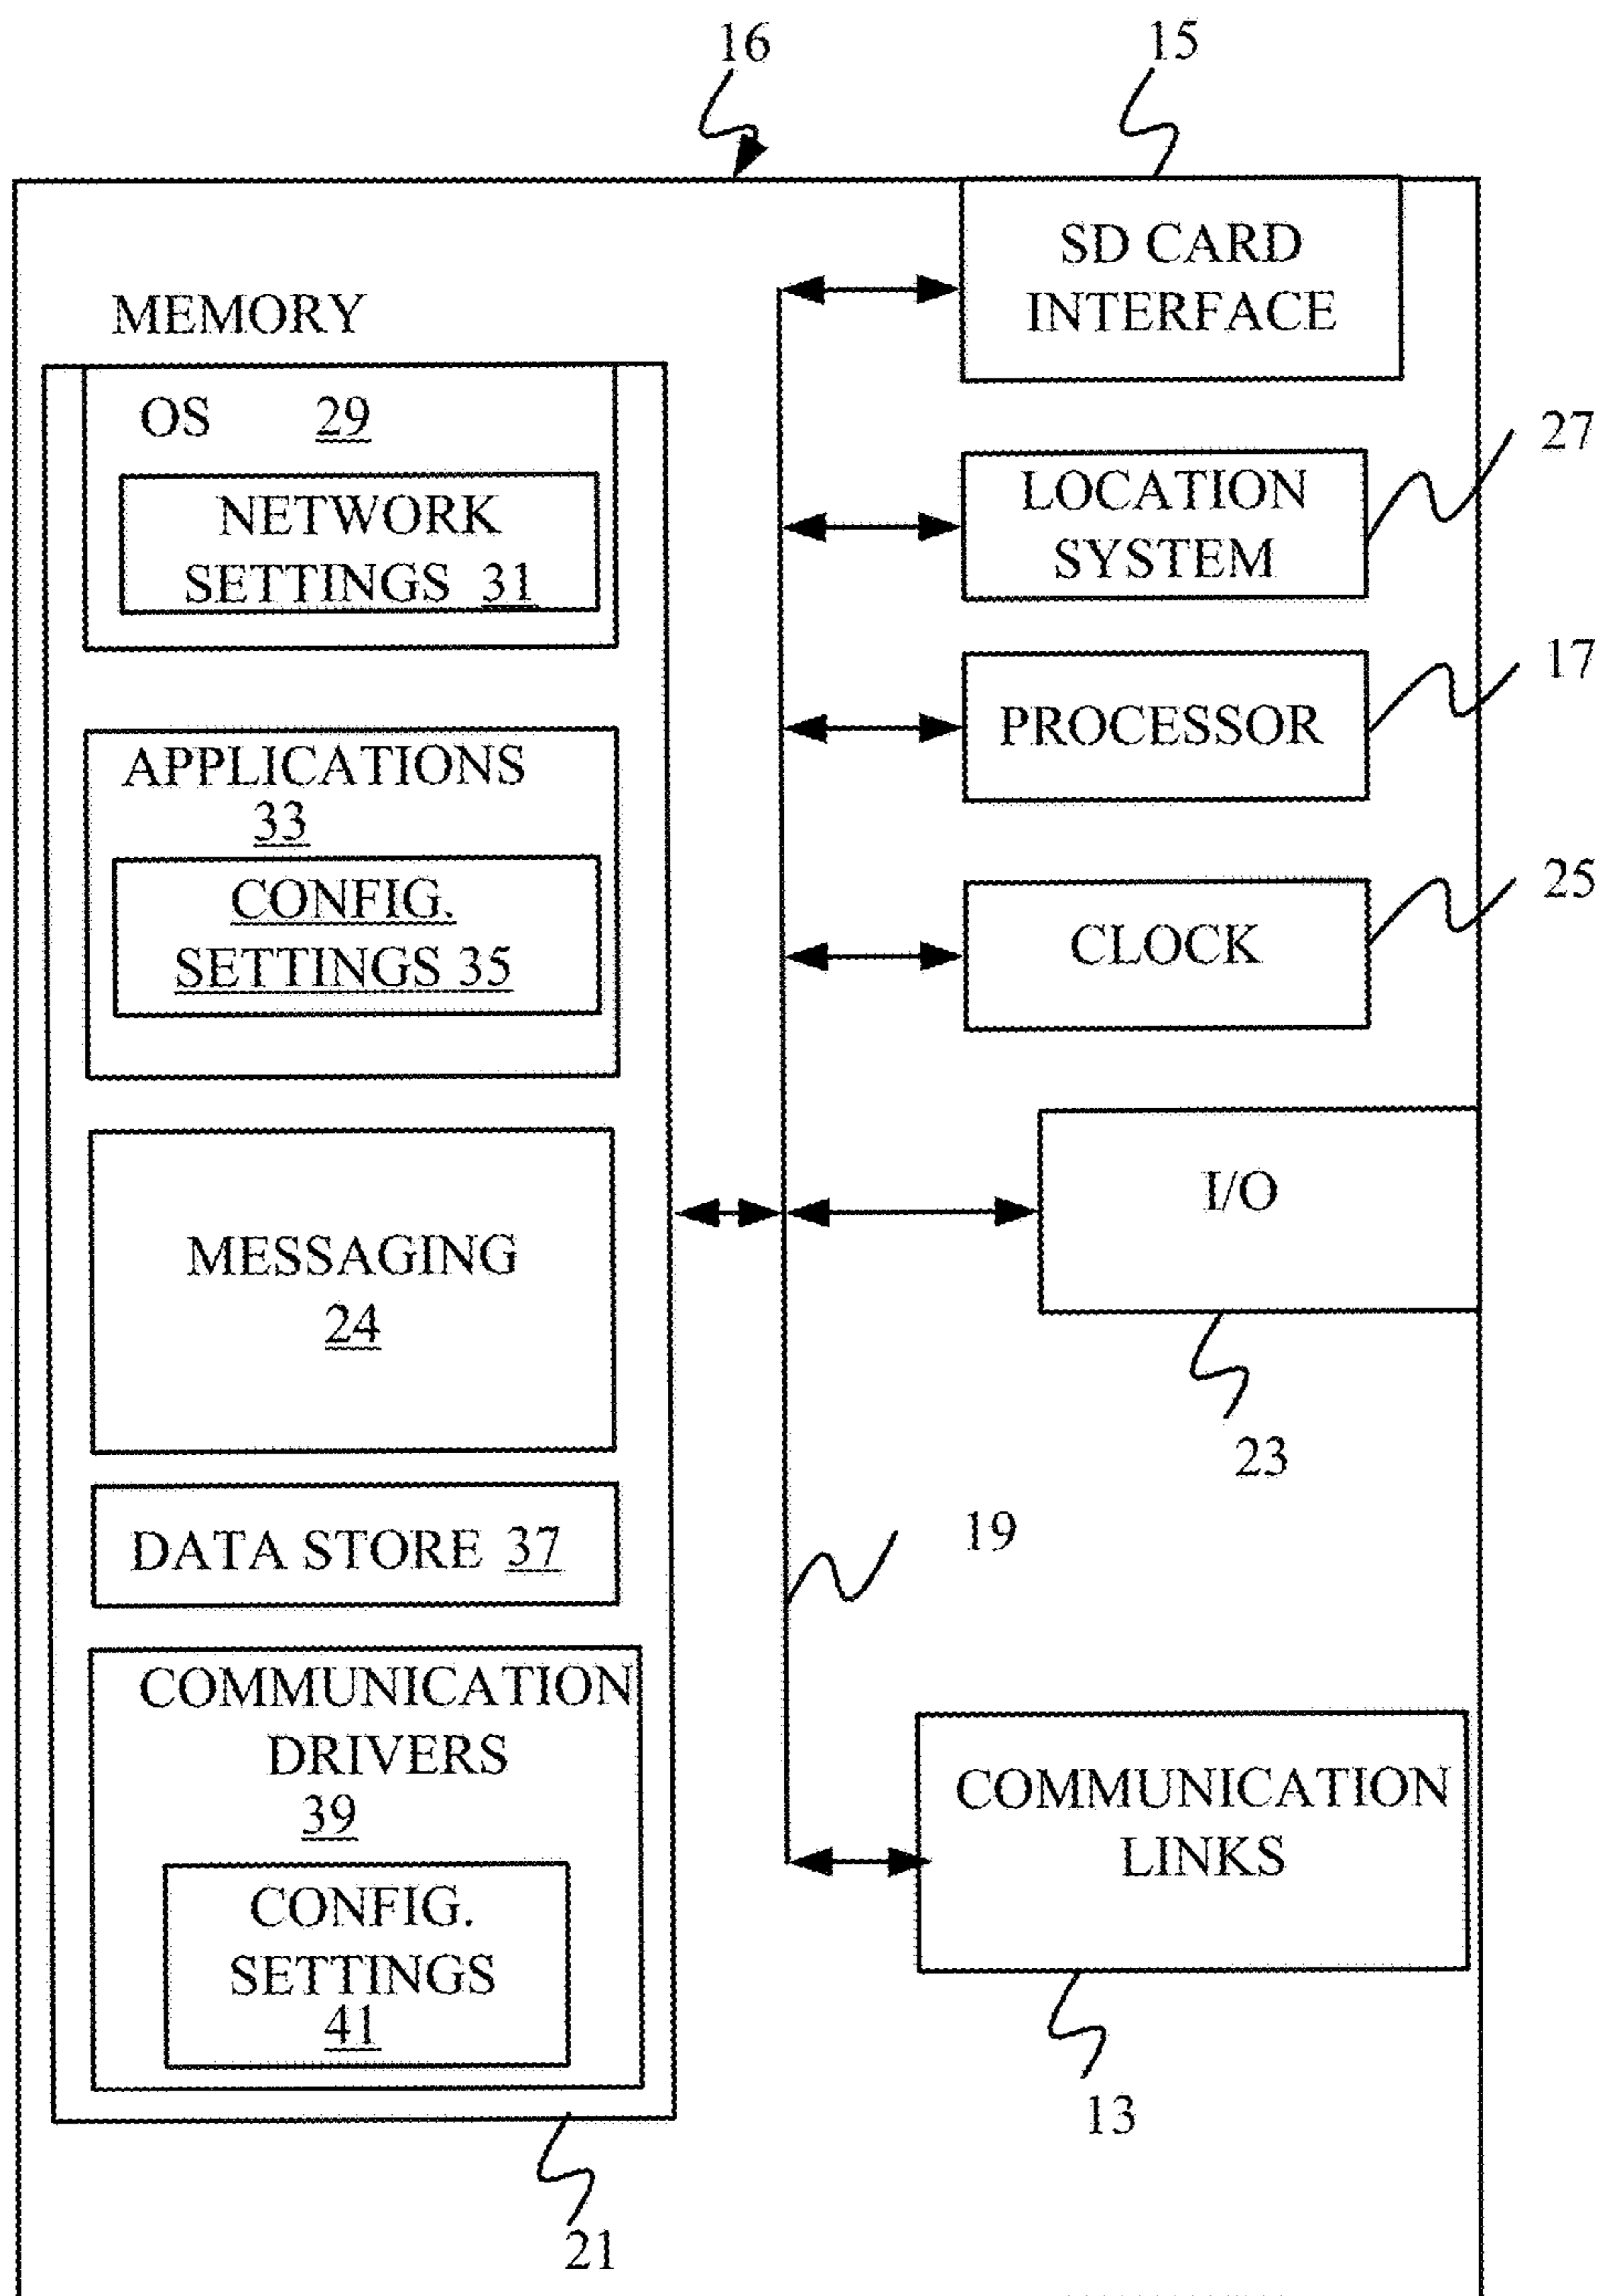 16
15
SD CARD
INTERFACE
MEMORY
OS 29
NETWORK
SETTINGS 31
APPLICATIONS
33
CONFIG.
SETTINGS 35
MESSAGING
24
DATA STORE 37
COMMUNICATION
DRIVERS
39
CONFIG.
SETTINGS
41
21
LOCATION
SYSTEM
27
PROCESSOR
17
CLOCK
25
I/O
23
19
COMMUNICATION
LINKS
13